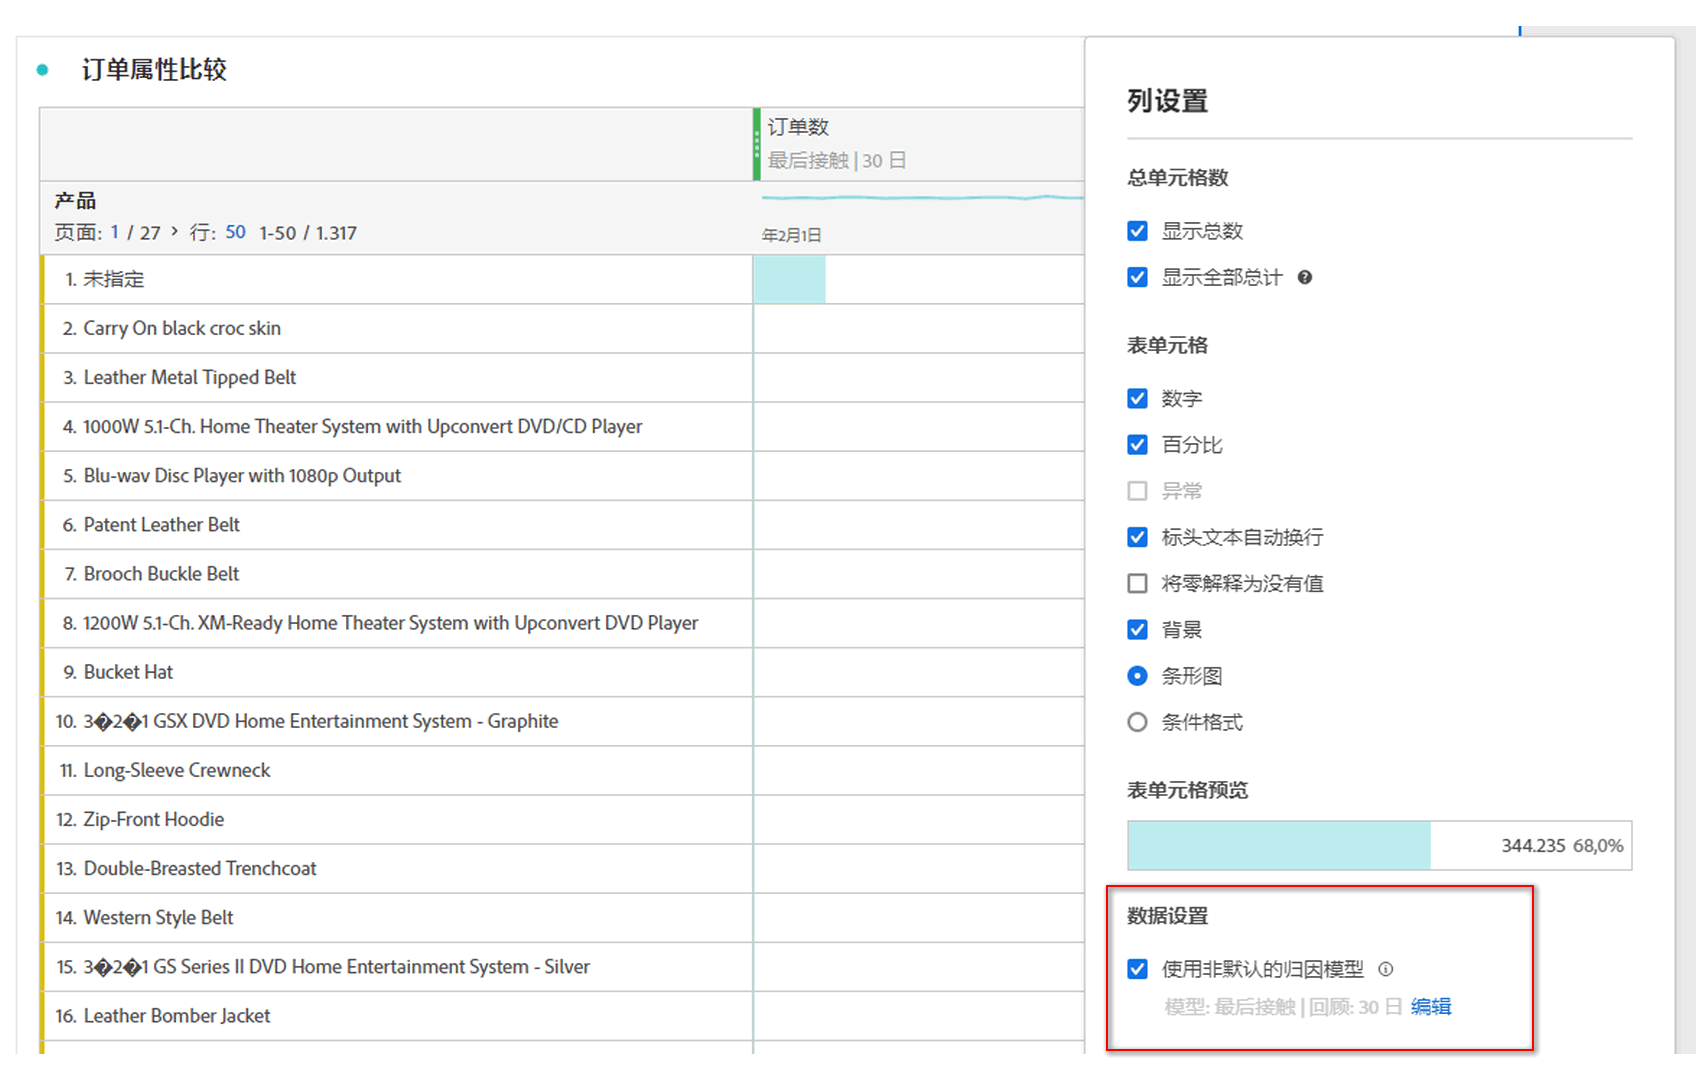 订单属性比较
订单数
最后接触 | 30 日
产品
页面: 1 / 27 > 行: 50 1-50 / 1.317
年2月1日
1. 未指定
2. Carry On black croc skin
3. Leather Metal Tipped Belt
4. 1000W 5.1-Ch. Home Theater System with Upconvert DVD/CD Player
5. Blu-wav Disc Player with 1080p Output
6. Patent Leather Belt
7. Brooch Buckle Belt
8. 1200W 5.1-Ch. XM-Ready Home Theater System with Upconvert DVD Player
9. Bucket Hat
10. 3�2�1 GSX DVD Home Entertainment System - Graphite
11. Long-Sleeve Crewneck
12. Zip-Front Hoodie
13. Double-Breasted Trenchcoat
14. Western Style Belt
15. 3�2�1 GS Series II DVD Home Entertainment System - Silver
16. Leather Bomber Jacket
列设置
总单元格数
显示总数
显示全部总计
表单元格
数字
百分比
异常
标头文本自动换行
将零解释为没有值
背景
条形图
条件格式
表单元格预览
344.235 68,0%
数据设置
使用非默认的归因模型
模型: 最后接触 | 回顾: 30 日 编辑